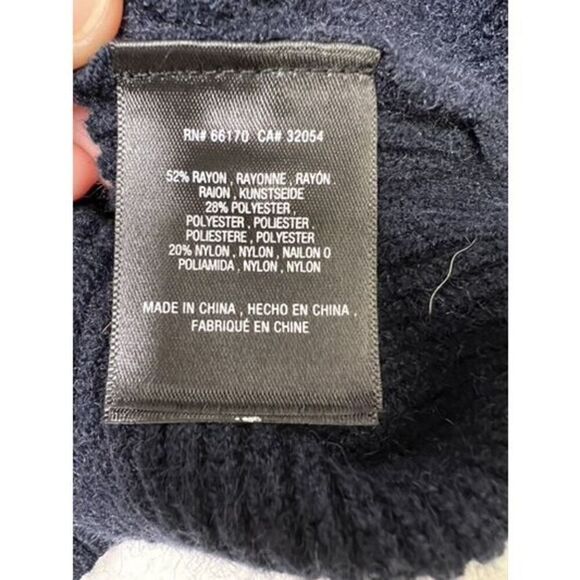 RN# 66170 CA# 32054
52% RAYON , RAYONNE , RAYÓN .
RAION , KUNSTSEIDE
28% POLYESTER ,
POLYESTER , POLIESTER .
POLIESTERE , POLYESTER
20% NYLON , NYLON , NAILON O
POLIAMIDA , NYLON , NYLON
MADE IN CHINA , HECHO EN CHINA ,
FABRIQUÉ EN CHINE